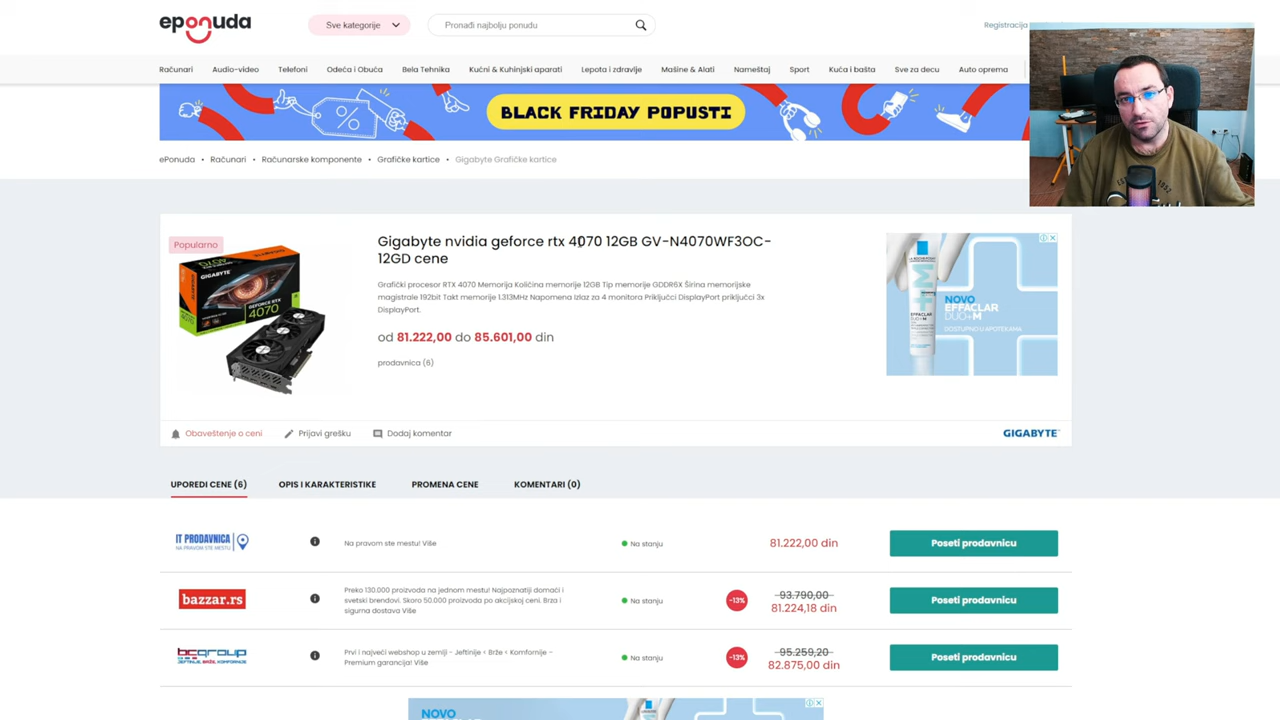 eponuda
Sve kategorije
Pronađi najbolju ponudu
Registracija
Računari
Audio-video
Telefoni
Odeća i Obuća
Bela Tehnika
Kućni & Kuhinjski aparati
Lepota i zdravlje
Mašine & Alati
Nameštaj
Sport
Kuća i bašta
Sve za decu
Auto oprema
BLACK FRIDAY POPUSTI
ePonuda • Računari • Računarske komponente • Grafičke kartice • Gigabyte Grafičke kartice
Popularno
GIGABYTE
4070
Gigabyte nvidia geforce rtx 4070 12GB GV-N4070WF3OC-
12GD cene
Grafički procesor RTX 4070 Memorija Količina memorije 12GB Tip memorije GDDR6X Širina memorijske
magistrale 192bit Takt memorije 1.313MHz Napomena Izlaz za 4 monitora Priključci DisplayPort priključci 3x
DisplayPort.
od 81.222,00 do 85.601,00 din
prodavnica (6)
NOVO
EFFACLAR
DUO+M
DOSTUPNO U APOTEKAMA
Obaveštenje o ceni
Prijavi grešku
Dodaj komentar
GIGABYTE
UPOREDI CENE (6)
OPIS I KARAKTERISTIKE
PROMENA CENE
KOMENTARI (0)
IT PRODAVNICA
NA PRAVOM STE MESTU
Na pravom ste mestu! Više
Na stanju
81.222,00 din
Poseti prodavnicu
bazzar.rs
Preko 130.000 proizvoda na jednom mestu! Najpoznatiji domaći i
svetski brendovi. Skoro 50.000 proizvoda po akcijskoj ceni. Brza i
sigurna dostava Više
Na stanju
-13%
93.790,00
81.224,18 din
Poseti prodavnicu
bcgroup
JEFTINIJE, BRŽE, KOMFORNIJE
Prvi i najveći webshop u zemlji - Jeftinije < Brže < Komfornije -
Premium garancija! Više
Na stanju
-13%
95.259,20
82.875,00 din
Poseti prodavnicu
NOVO